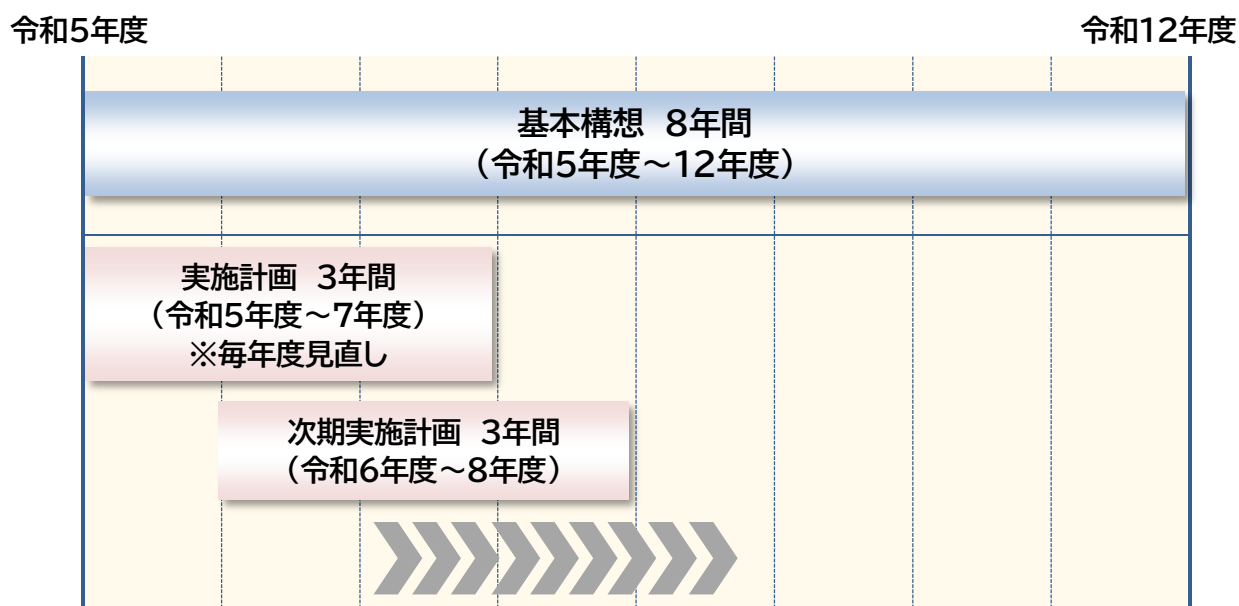 令和5年度
令和12年度
基本構想 8年間
（令和5年度～12年度）
実施計画 3年間
（令和5年度～7年度）
※毎年度見直し
次期実施計画 3年間
（令和6年度～8年度）